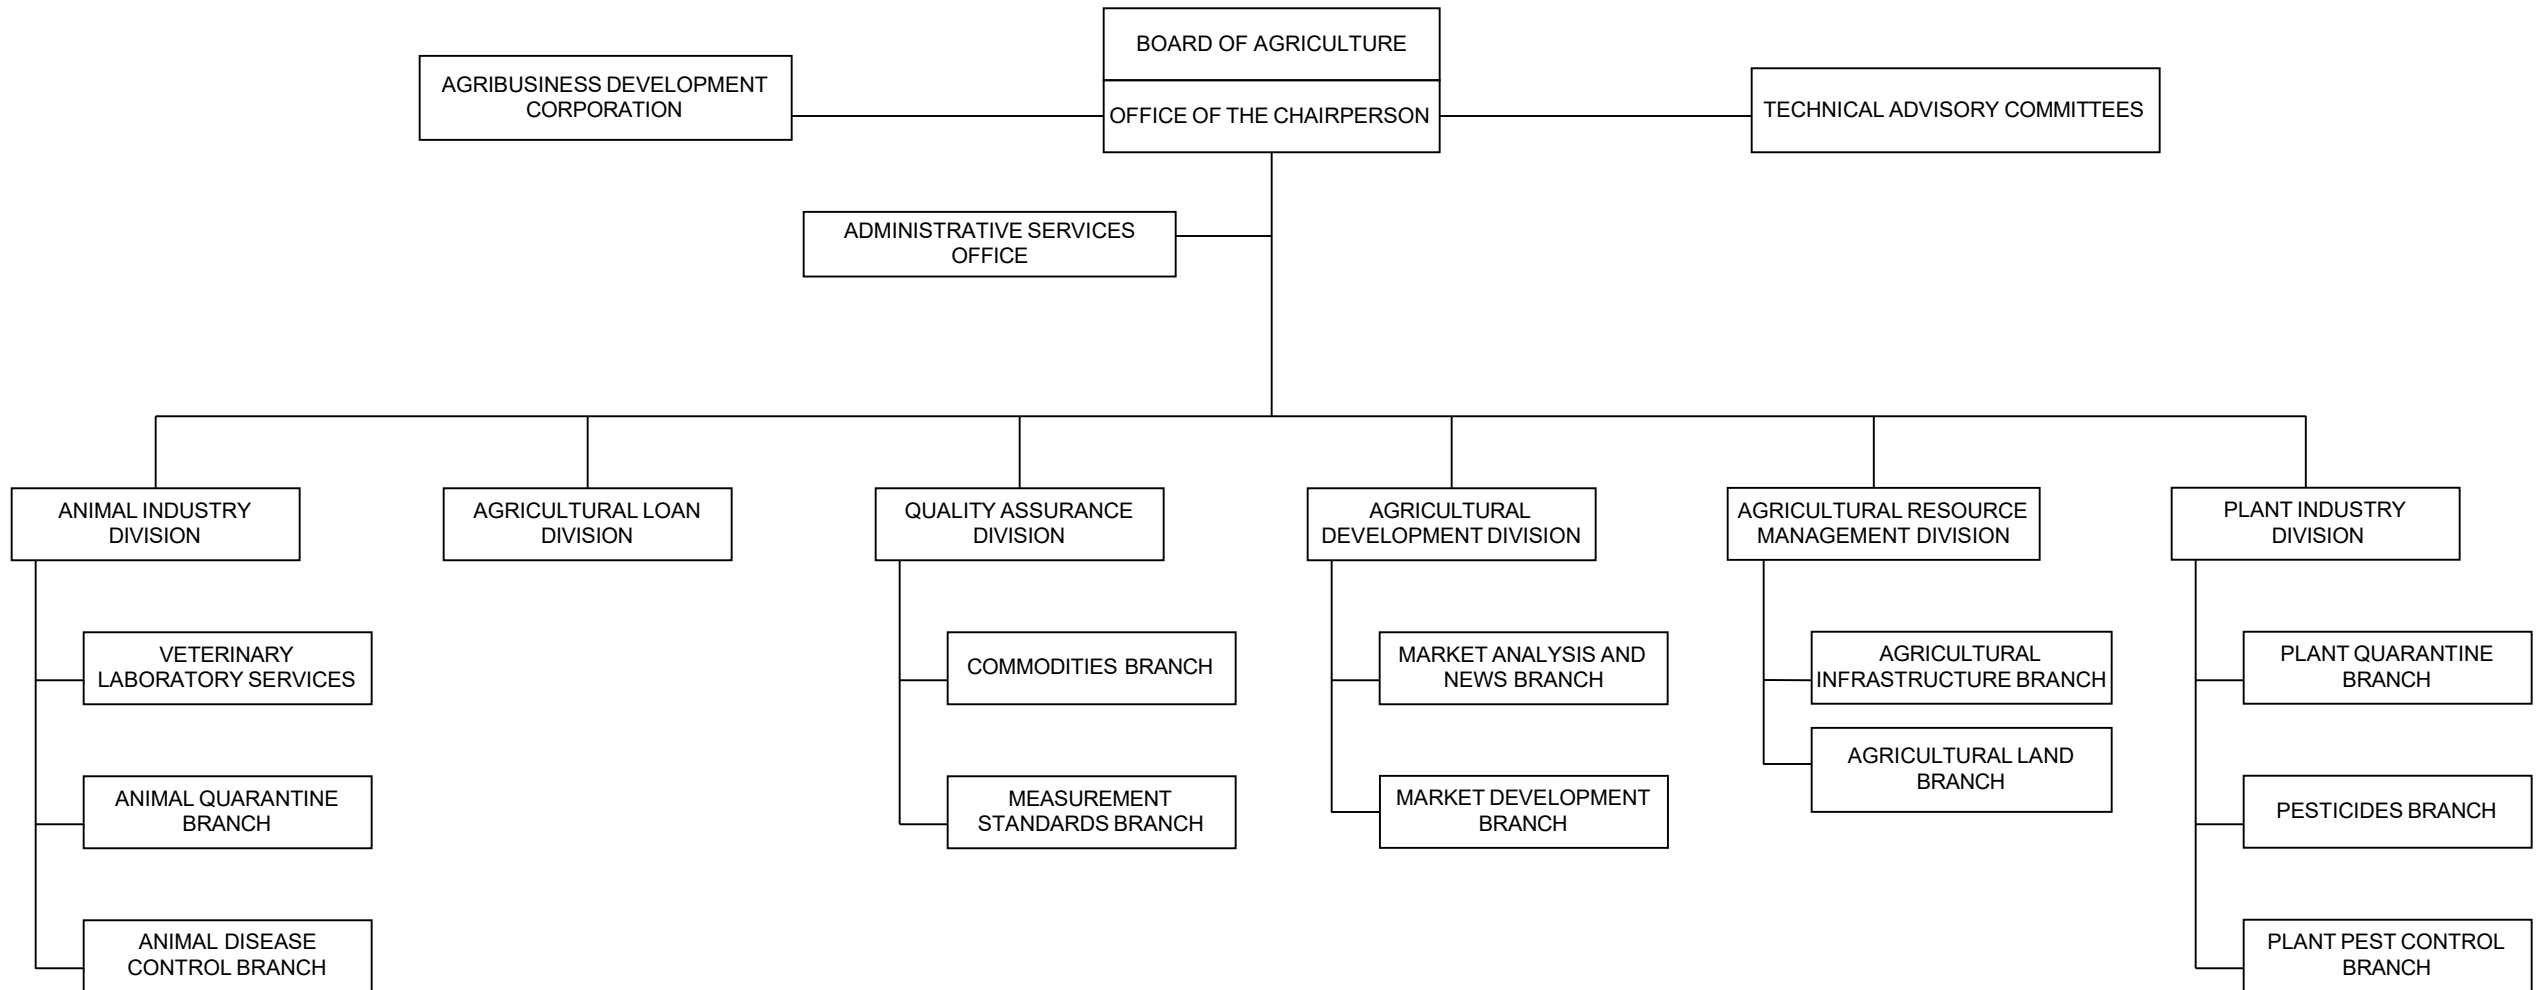 BOARD OF AGRICULTURE
AGRIBUSINESS DEVELOPMENT
CORPORATION
OFFICE OF THE CHAIRPERSON
TECHNICAL ADVISORY COMMITTEES
ADMINISTRATIVE SERVICES
OFFICE
ANIMAL INDUSTRY
DIVISION
AGRICULTURAL LOAN
DIVISION
QUALITY ASSURANCE
DIVISION
AGRICULTURAL
DEVELOPMENT DIVISION
AGRICULTURAL RESOURCE
MANAGEMENT DIVISION
PLANT INDUSTRY
DIVISION
VETERINARY
LABORATORY SERVICES
COMMODITIES BRANCH
MARKET ANALYSIS AND
NEWS BRANCH
AGRICULTURAL
INFRASTRUCTURE BRANCH
PLANT QUARANTINE
BRANCH
ANIMAL QUARANTINE
BRANCH
MEASUREMENT
STANDARDS BRANCH
MARKET DEVELOPMENT
BRANCH
AGRICULTURAL LAND
BRANCH
PESTICIDES BRANCH
ANIMAL DISEASE
CONTROL BRANCH
PLANT PEST CONTROL
BRANCH